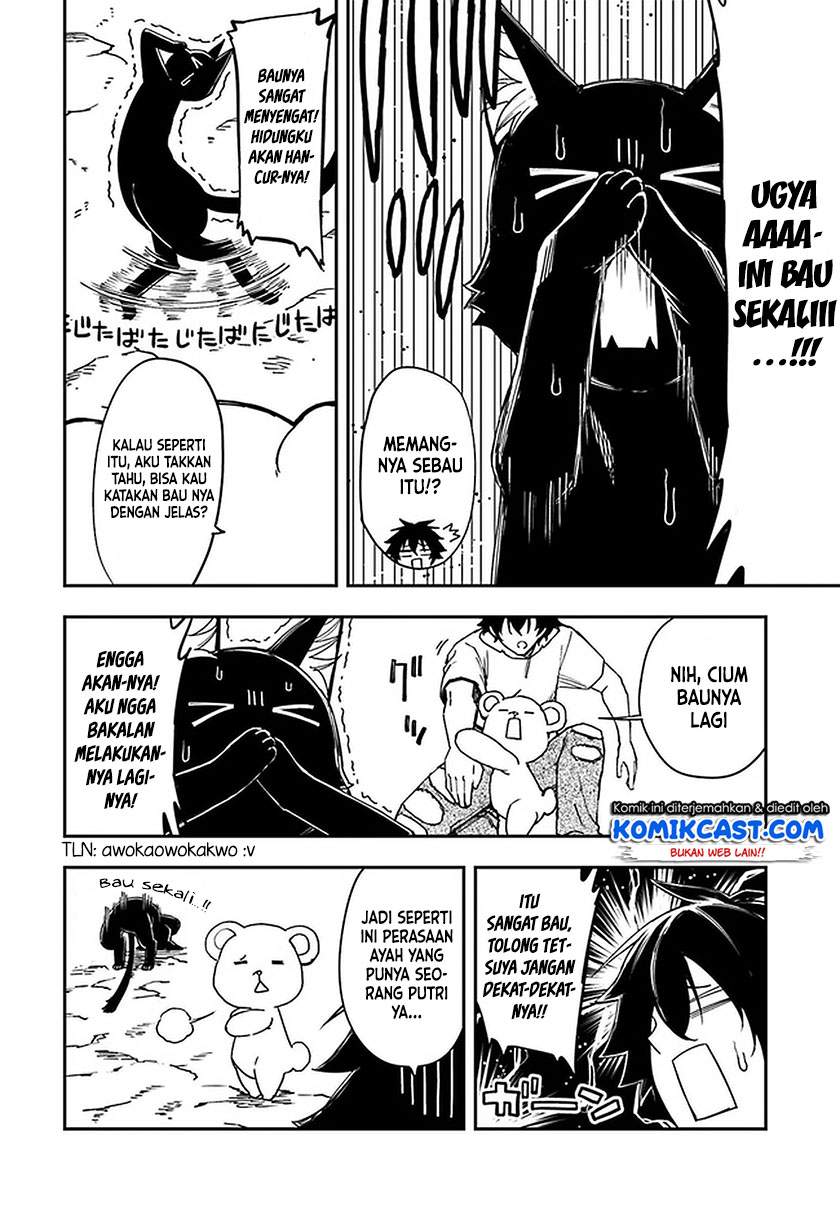 UGYA
AAAA-
INI BAU
SEKALIII
...!!!
MEMANG-
NYA SEBAU
ITU!?
BAUNYA
SANGAT
MENYENGAT!
HIDUNGKU
AKAN HAN-
CUR-NYA!
じたばたじたばたじたば
KALAU SEPERTI
ITU, AKU TAKKAN
TAHU, BISA KAU
KATAKAN BAU NYA
DENGAN JELAS?
NIH, CIUM
BAUNYA
LAGI
ENGGA
AKAN-NYA!
AKU NGGA
BAKALAN
MELAKUKAN-
NYA LAGI-
NYA!
Komik ini diterjemahkan & diedit oleh
KOMIKCAST.COM
BUKAN WEB LAIN!!
TLN: awokaowokakwo :v
ITU
SANGAT BAU,
TOLONG TET-
SUYA JANGAN
DEKAT-DEKAT-
NYA!!
ガーン
JADI SEPERTI
INI PERASAAN
AYAH YANG
PUNYA SEO-
RANG PUTRI
YA...
Bau sekali..!!